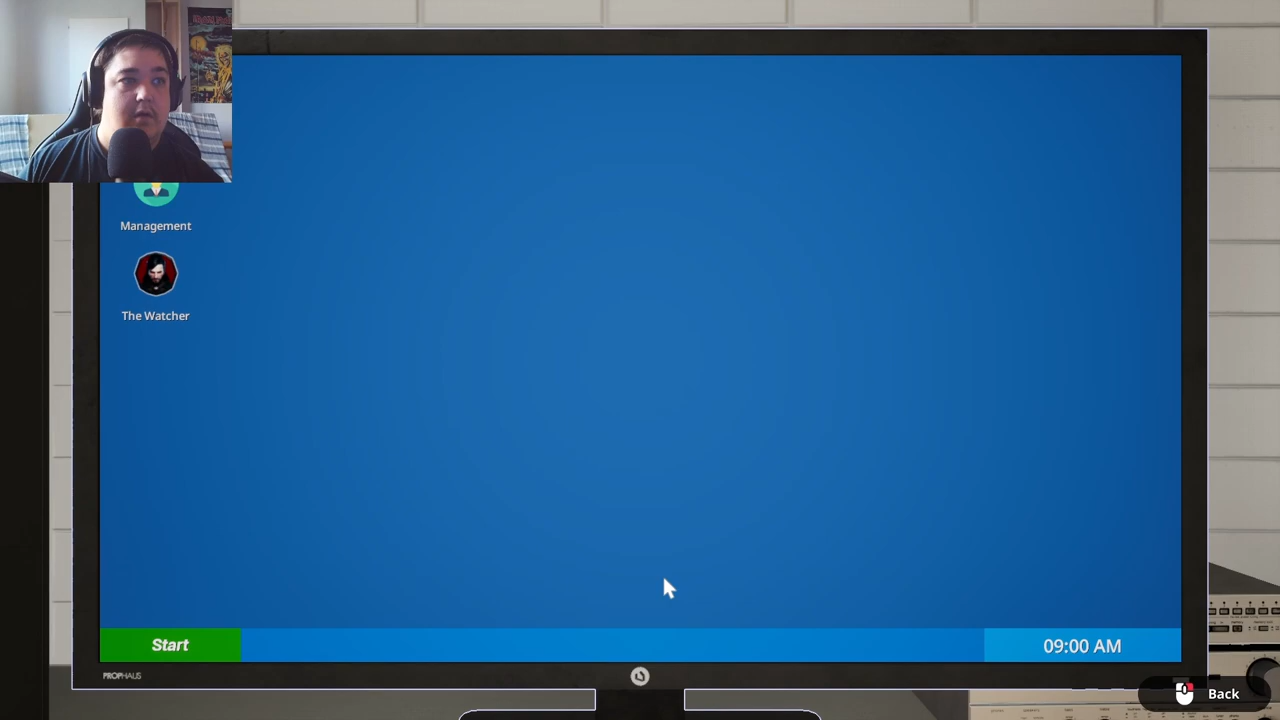 Management
The Watcher
Start
09:00 AM
PROPHAUS
Back